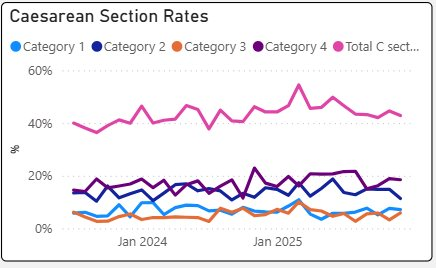 Caesarean Section Rates
Category 1 Category 2 Category 3 Category 4 Total C sect...
60%
40%
%
20%
0%
Jan 2024 Jan 2025